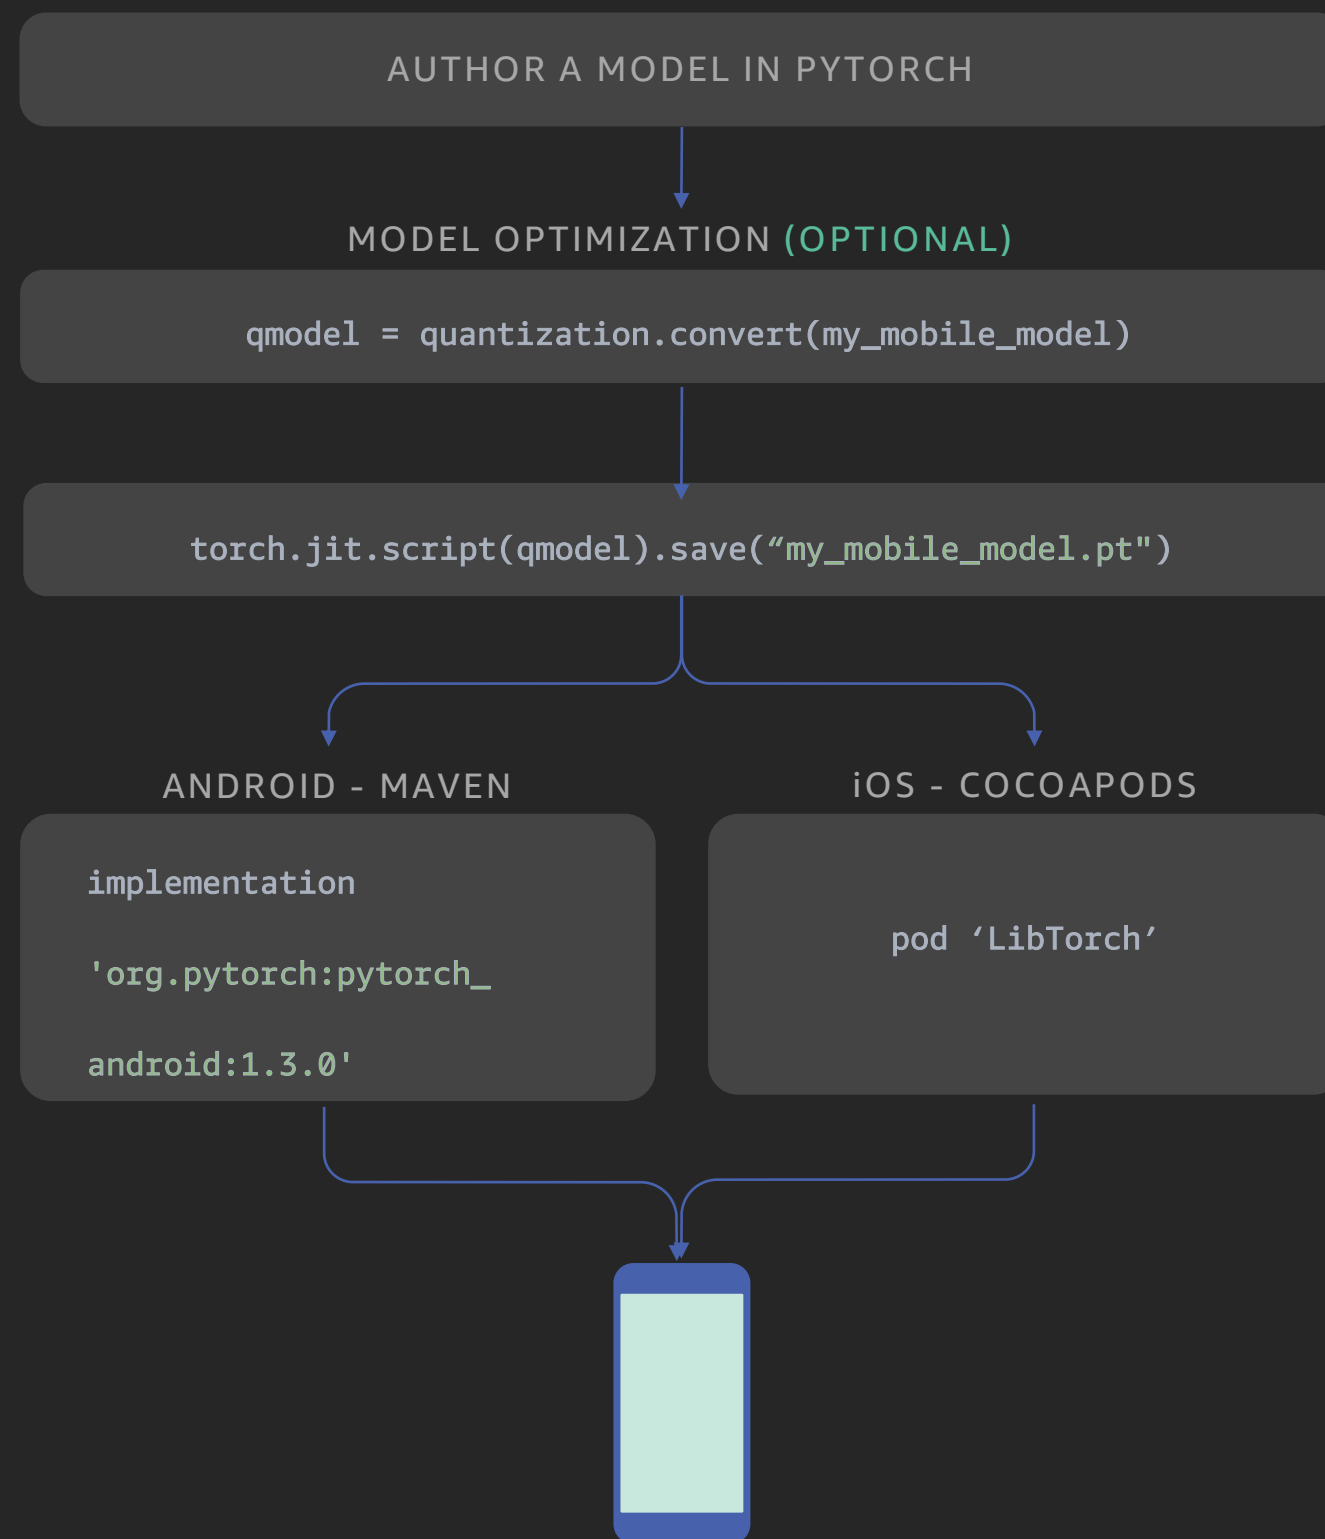 AUTHOR A MODEL IN PYTORCH
MODEL OPTIMIZATION (OPTIONAL)
qmodel = quantization.convert(my_mobile_model)
torch.jit.script(qmodel).save(“my_mobile_model.pt")
ANDROID - MAVEN
implementation
'org.pytorch:pytorch_
android:1.3.0'
iOS - COCOAPODS
pod ‘LibTorch’